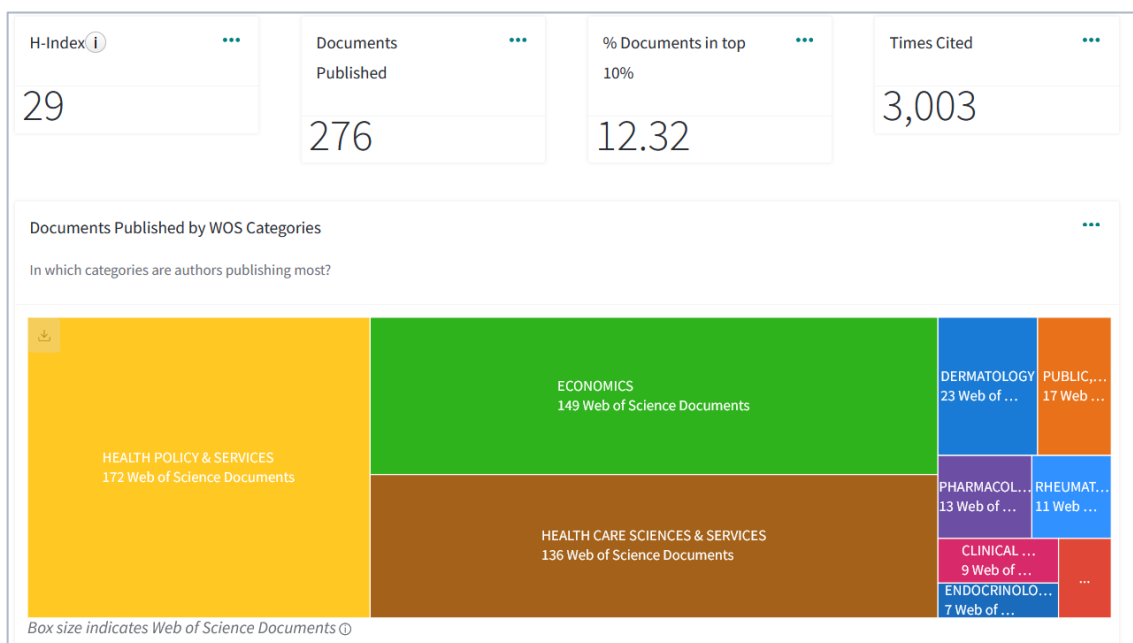 H-Index i
•••
29
Documents
Published
•••
276
% Documents in top
10%
•••
12.32
Times Cited
•••
3,003
Documents Published by WOS Categories
•••
In which categories are authors publishing most?
HEALTH POLICY & SERVICES
172 Web of Science Documents
ECONOMICS
149 Web of Science Documents
HEALTH CARE SCIENCES & SERVICES
136 Web of Science Documents
DERMATOLOGY
23 Web of ...
PUBLIC,...
17 Web ...
PHARMACOL...
13 Web of ...
RHEUMAT...
11 Web ...
CLINICAL ...
9 Web of ...
ENDOCRINOLO...
7 Web of ...
...
Box size indicates Web of Science Documents ⓘ